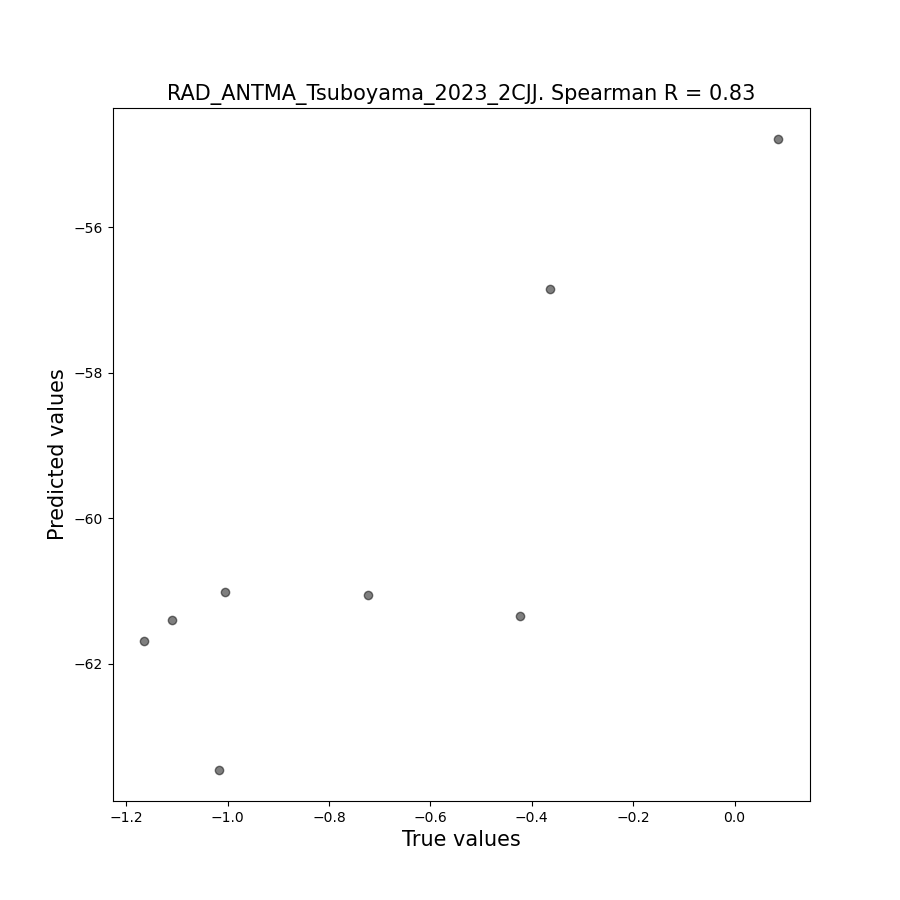 RAD_ANTMA_Tsuboyama_2023_2CJJ. Spearman R = 0.83
−56
−58
−60
−62
Predicted values
−1.2 −1.0 −0.8 −0.6 −0.4 −0.2 0.0
True values